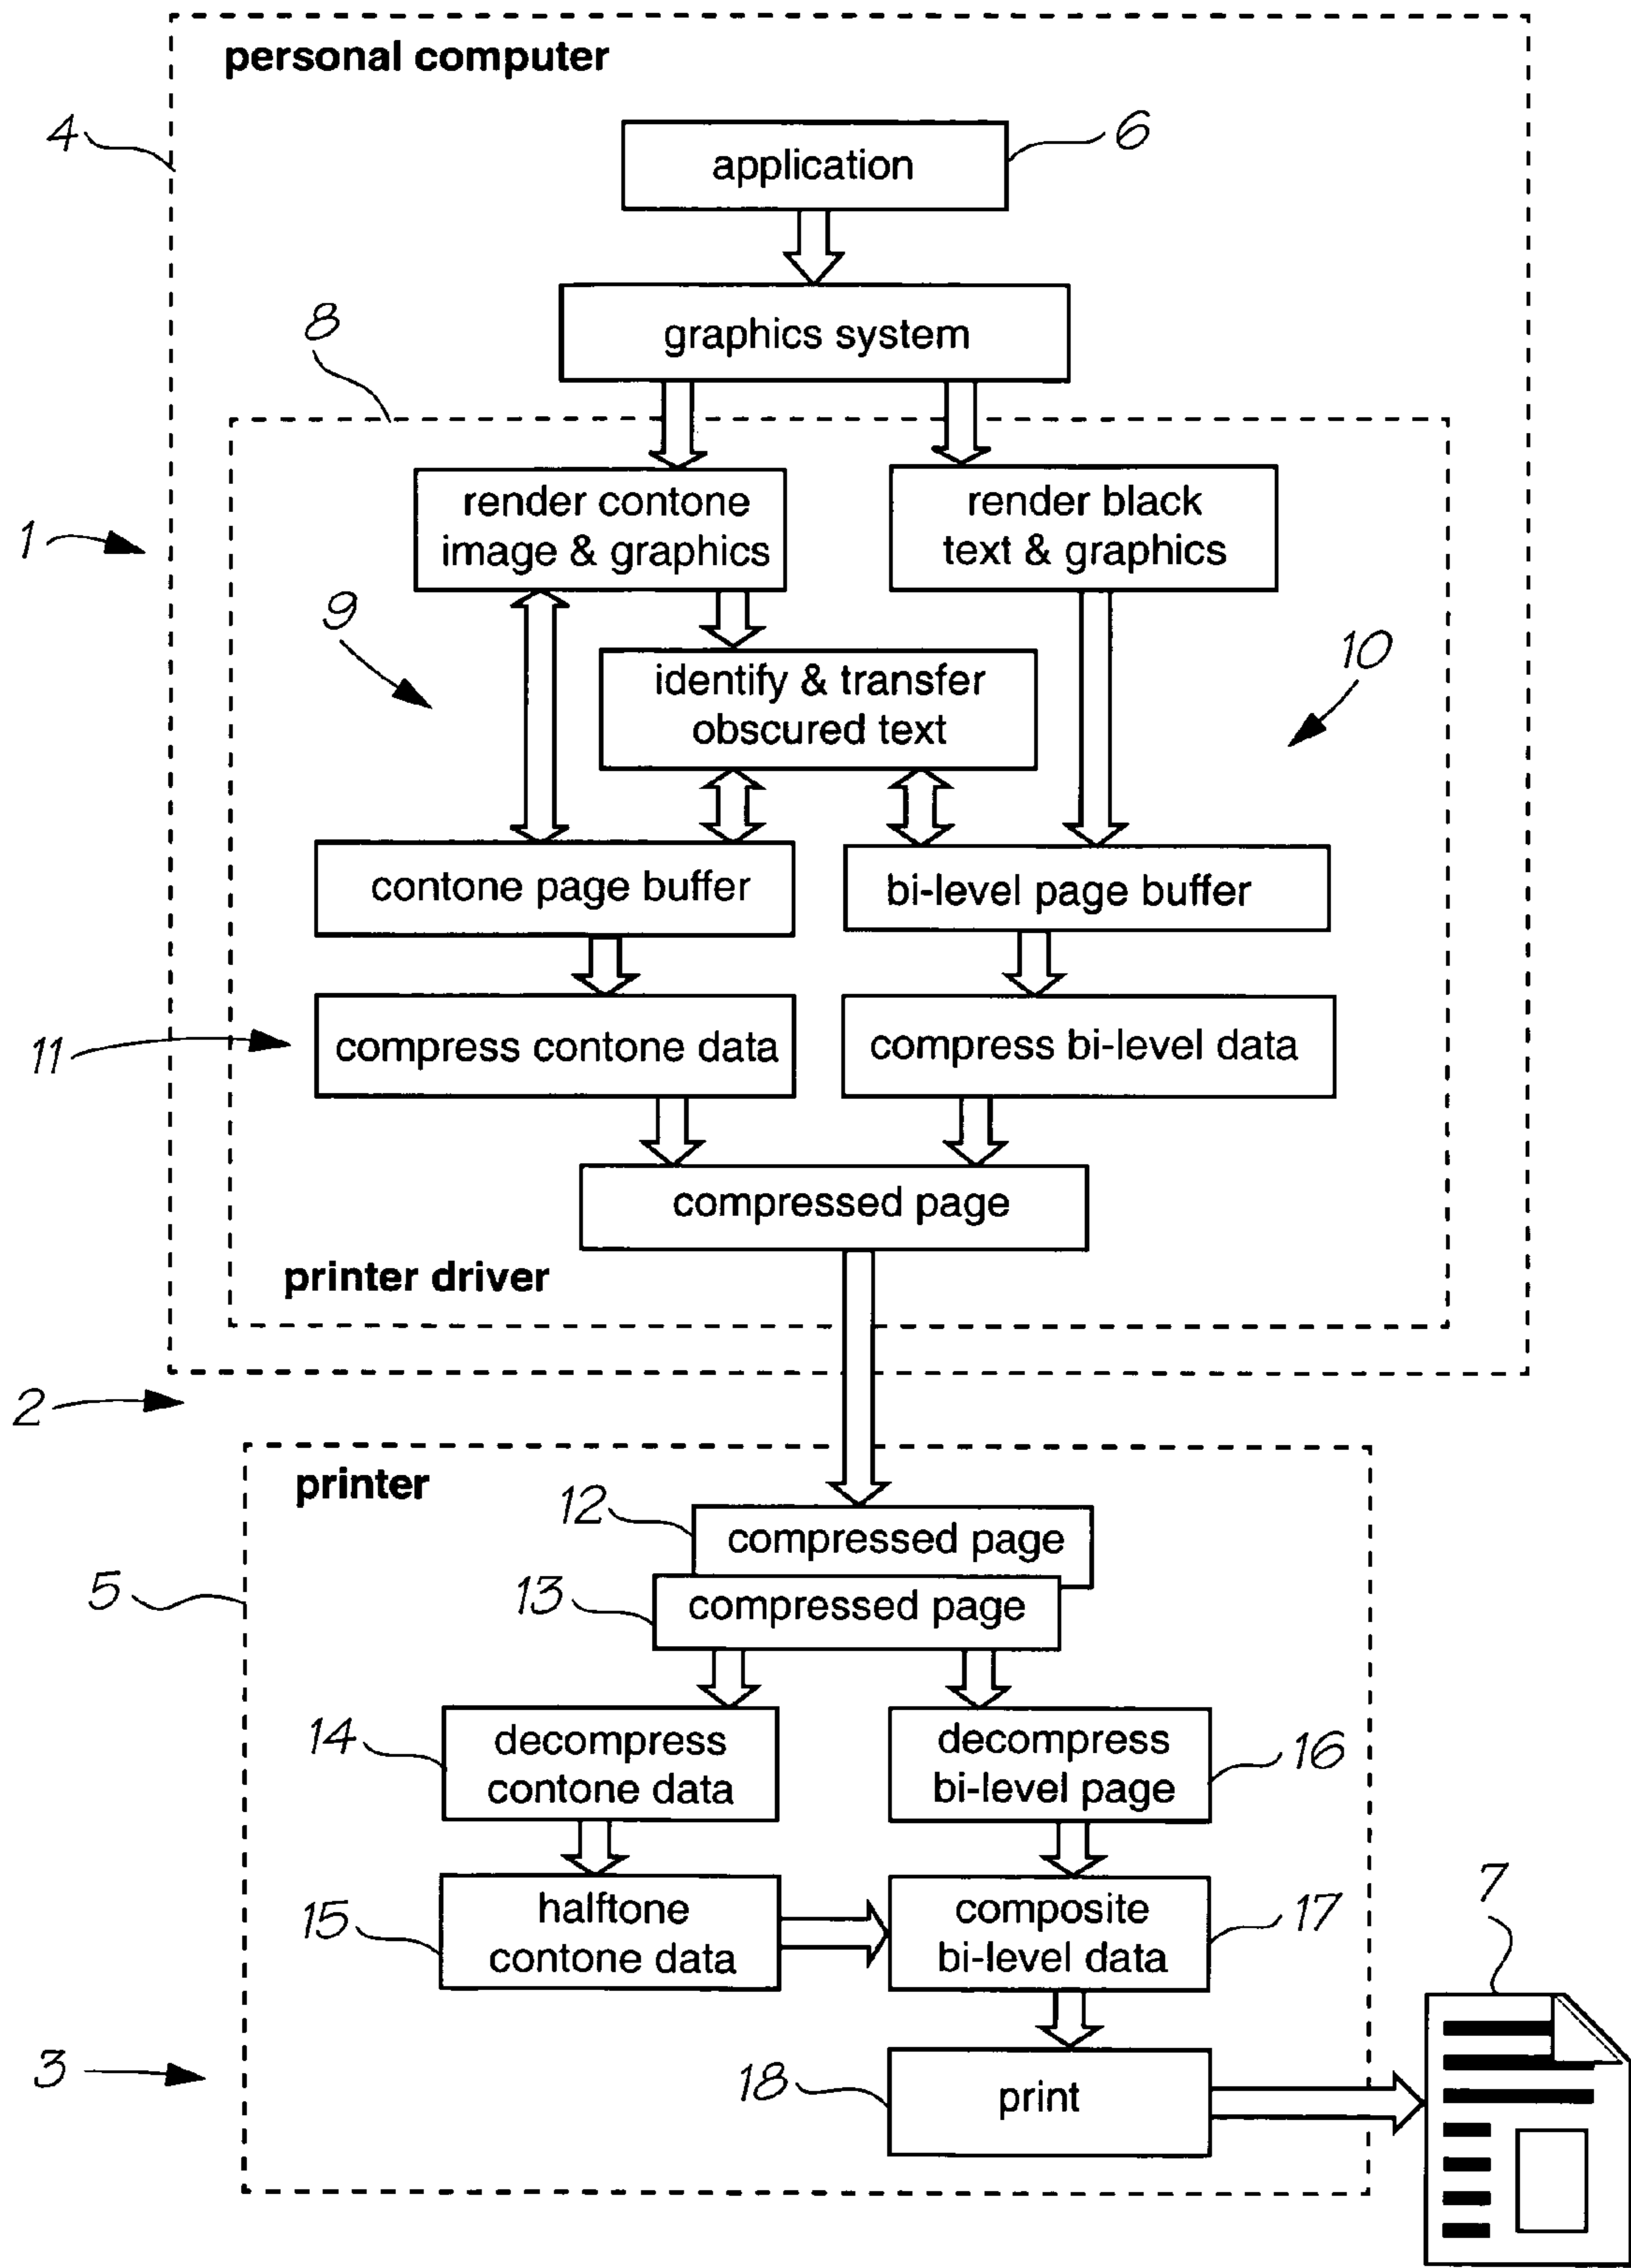 personal computer
4
application
6
graphics system
8
render contone
image & graphics
render black
text & graphics
1
9
identify & transfer
obscured text
10
contone page buffer
bi-level page buffer
11
compress contone data
compress bi-level data
compressed page
printer driver
2
printer
12
compressed page
5
13
compressed page
14
decompress
contone data
decompress
bi-level page
16
15
halftone
contone data
composite
bi-level data
17
7
3
18
print